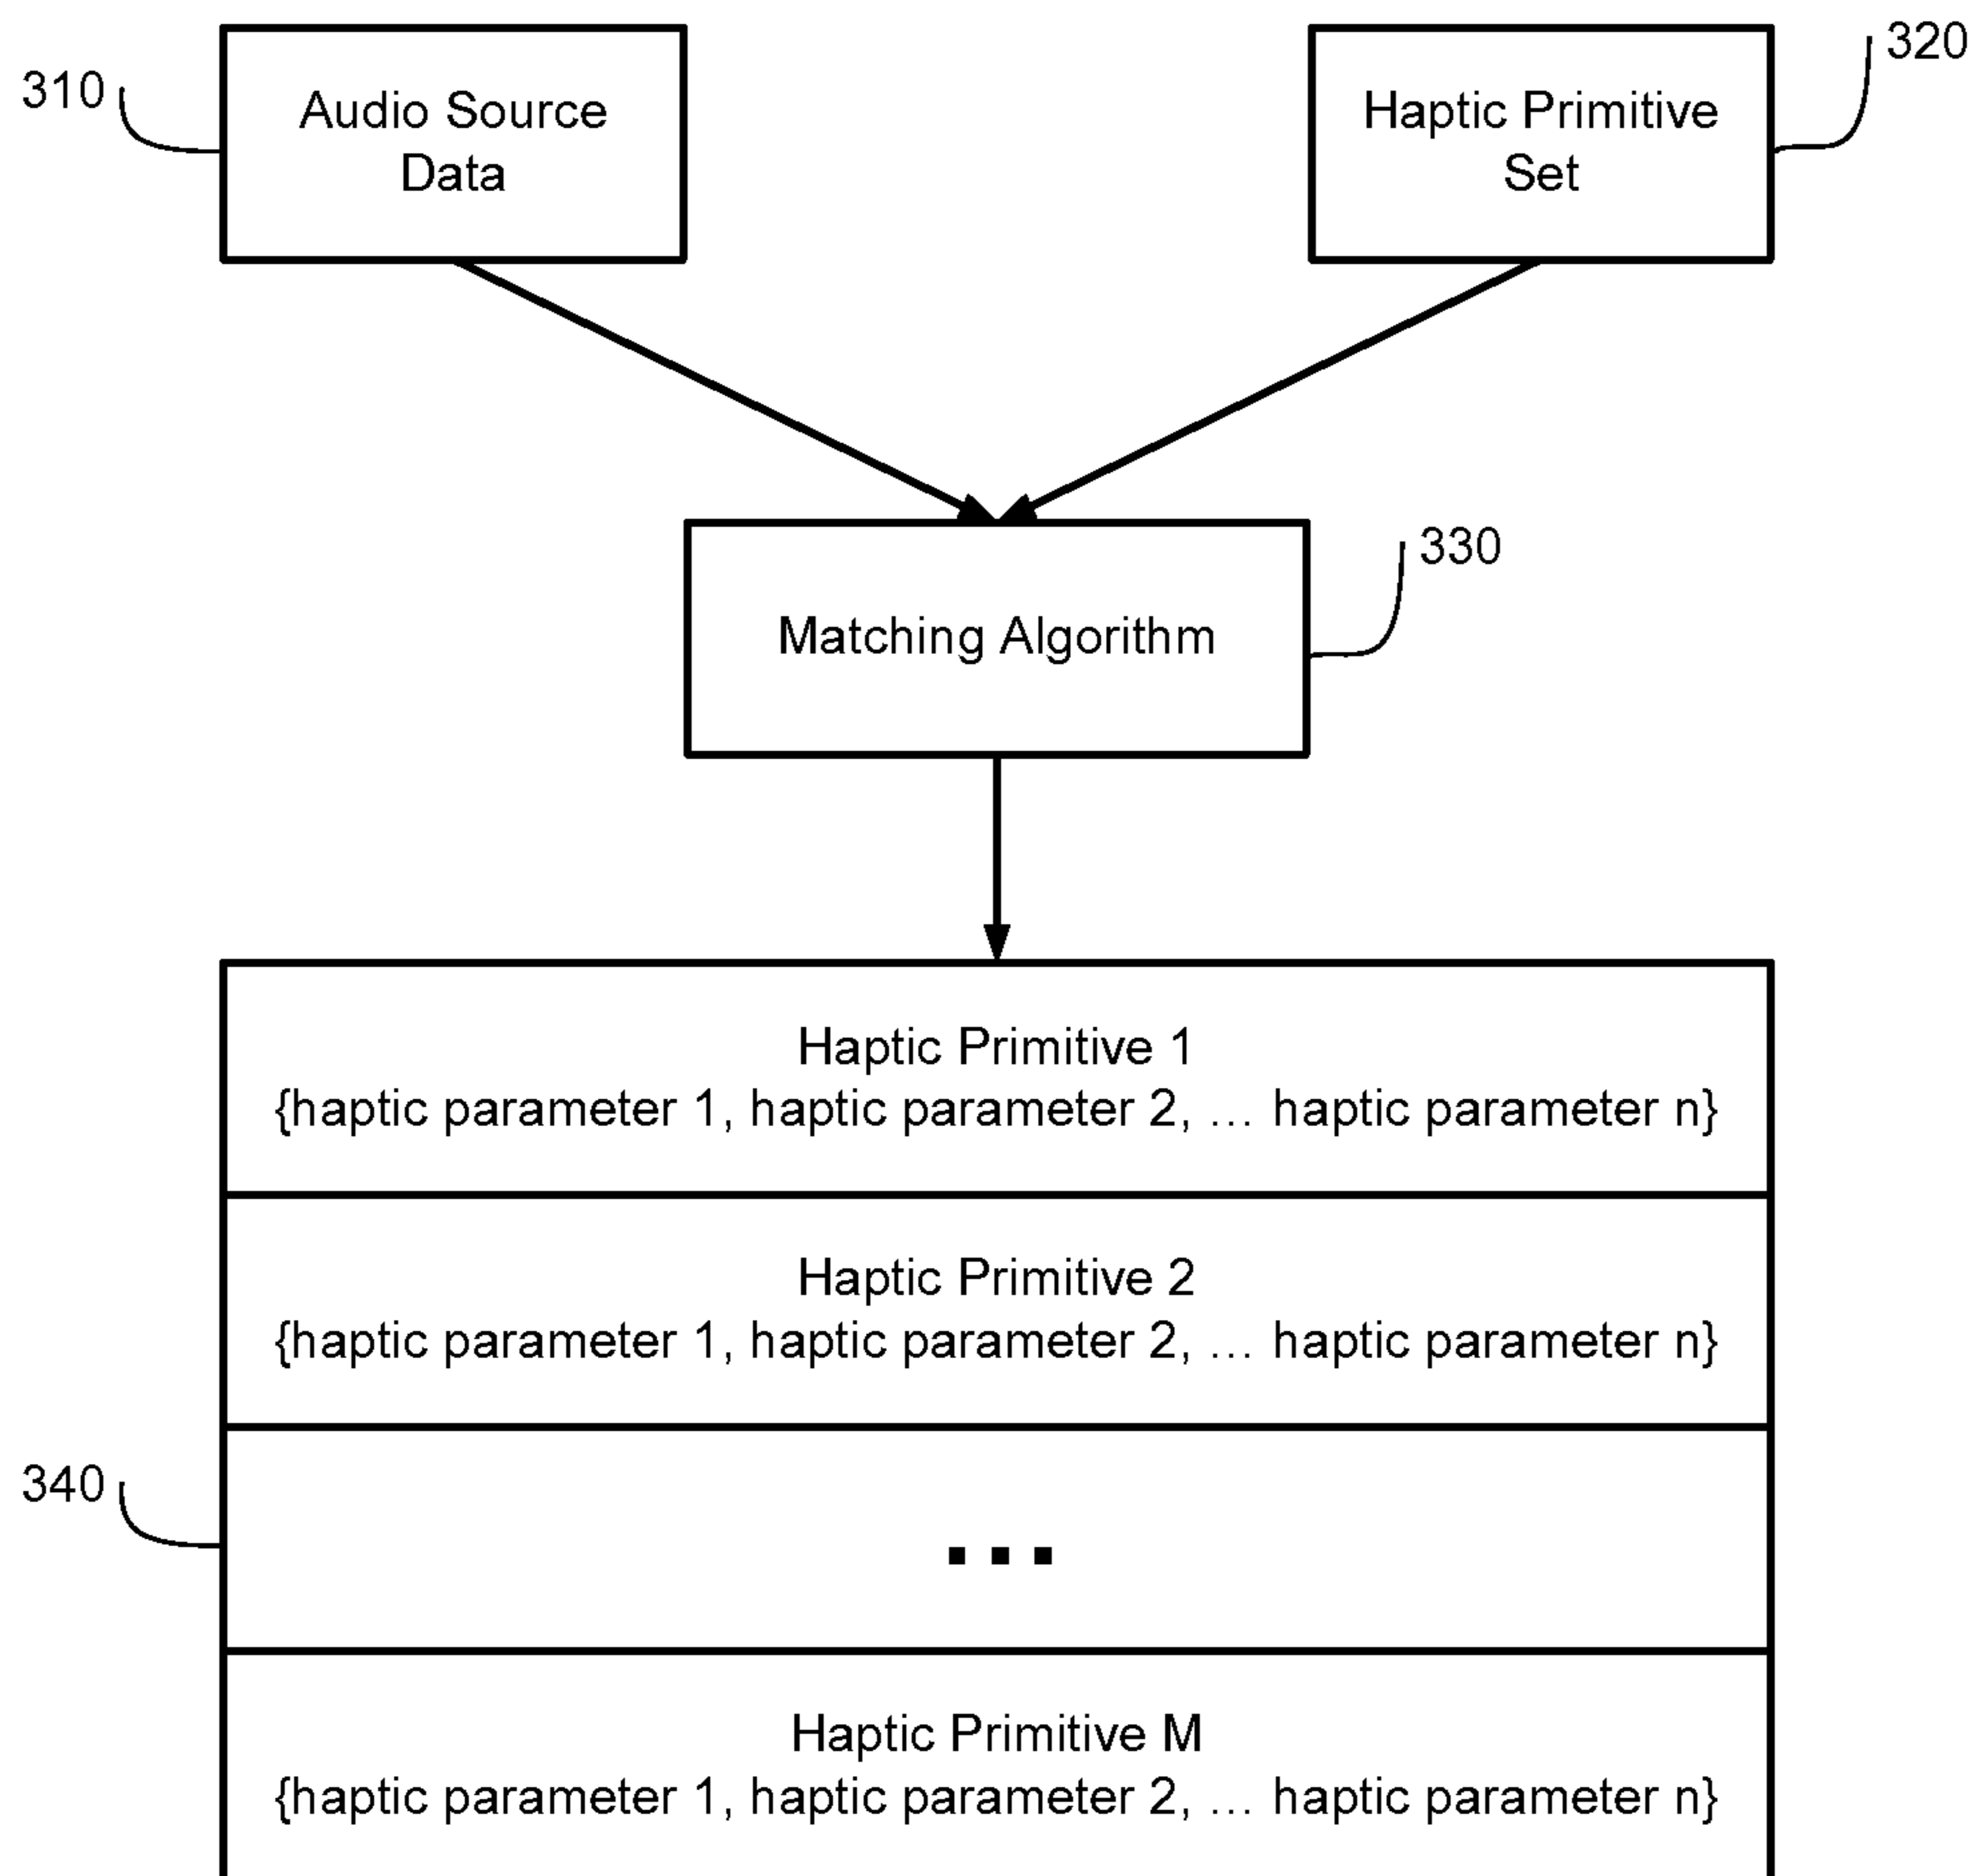 310
Audio Source
Data
320
Haptic Primitive
Set
330
Matching Algorithm
Haptic Primitive 1
{haptic parameter 1, haptic parameter 2, … haptic parameter n}
Haptic Primitive 2
{haptic parameter 1, haptic parameter 2, … haptic parameter n}
340
...
Haptic Primitive M
{haptic parameter 1, haptic parameter 2, … haptic parameter n}